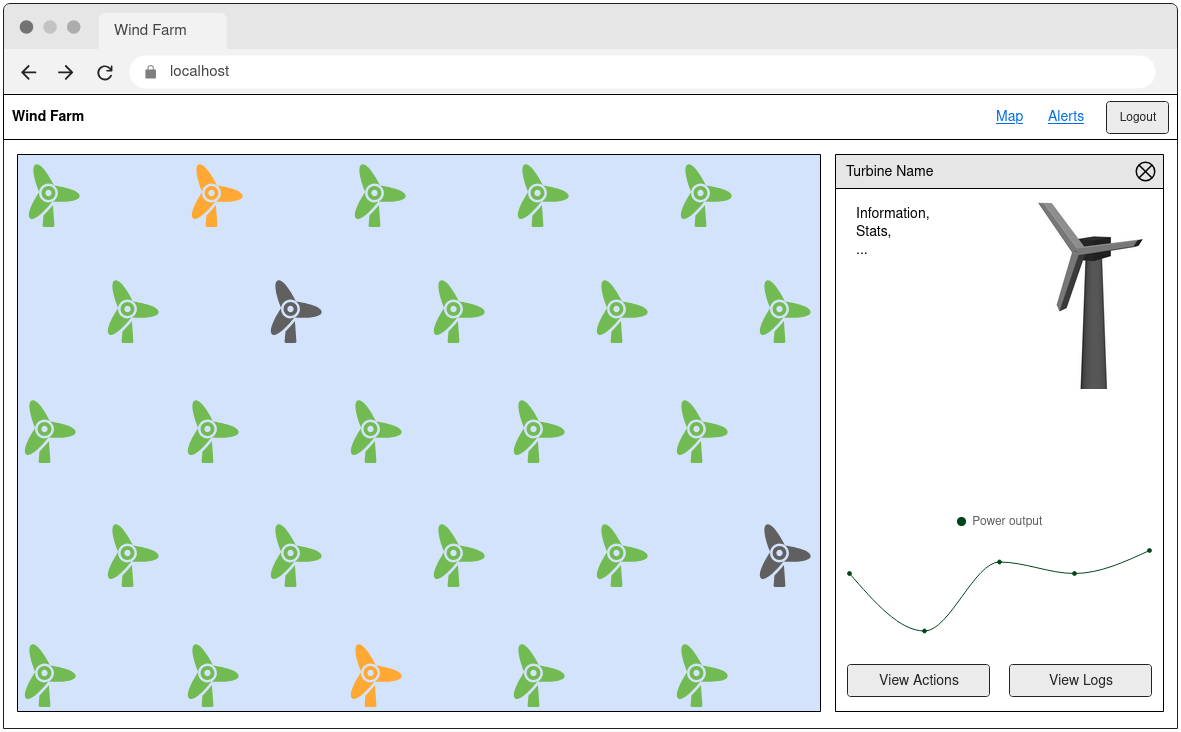 Wind Farm
localhost
Wind Farm
Map
Alerts
Logout
Turbine Name
Information,
Stats,
...
Power output
View Actions
View Logs